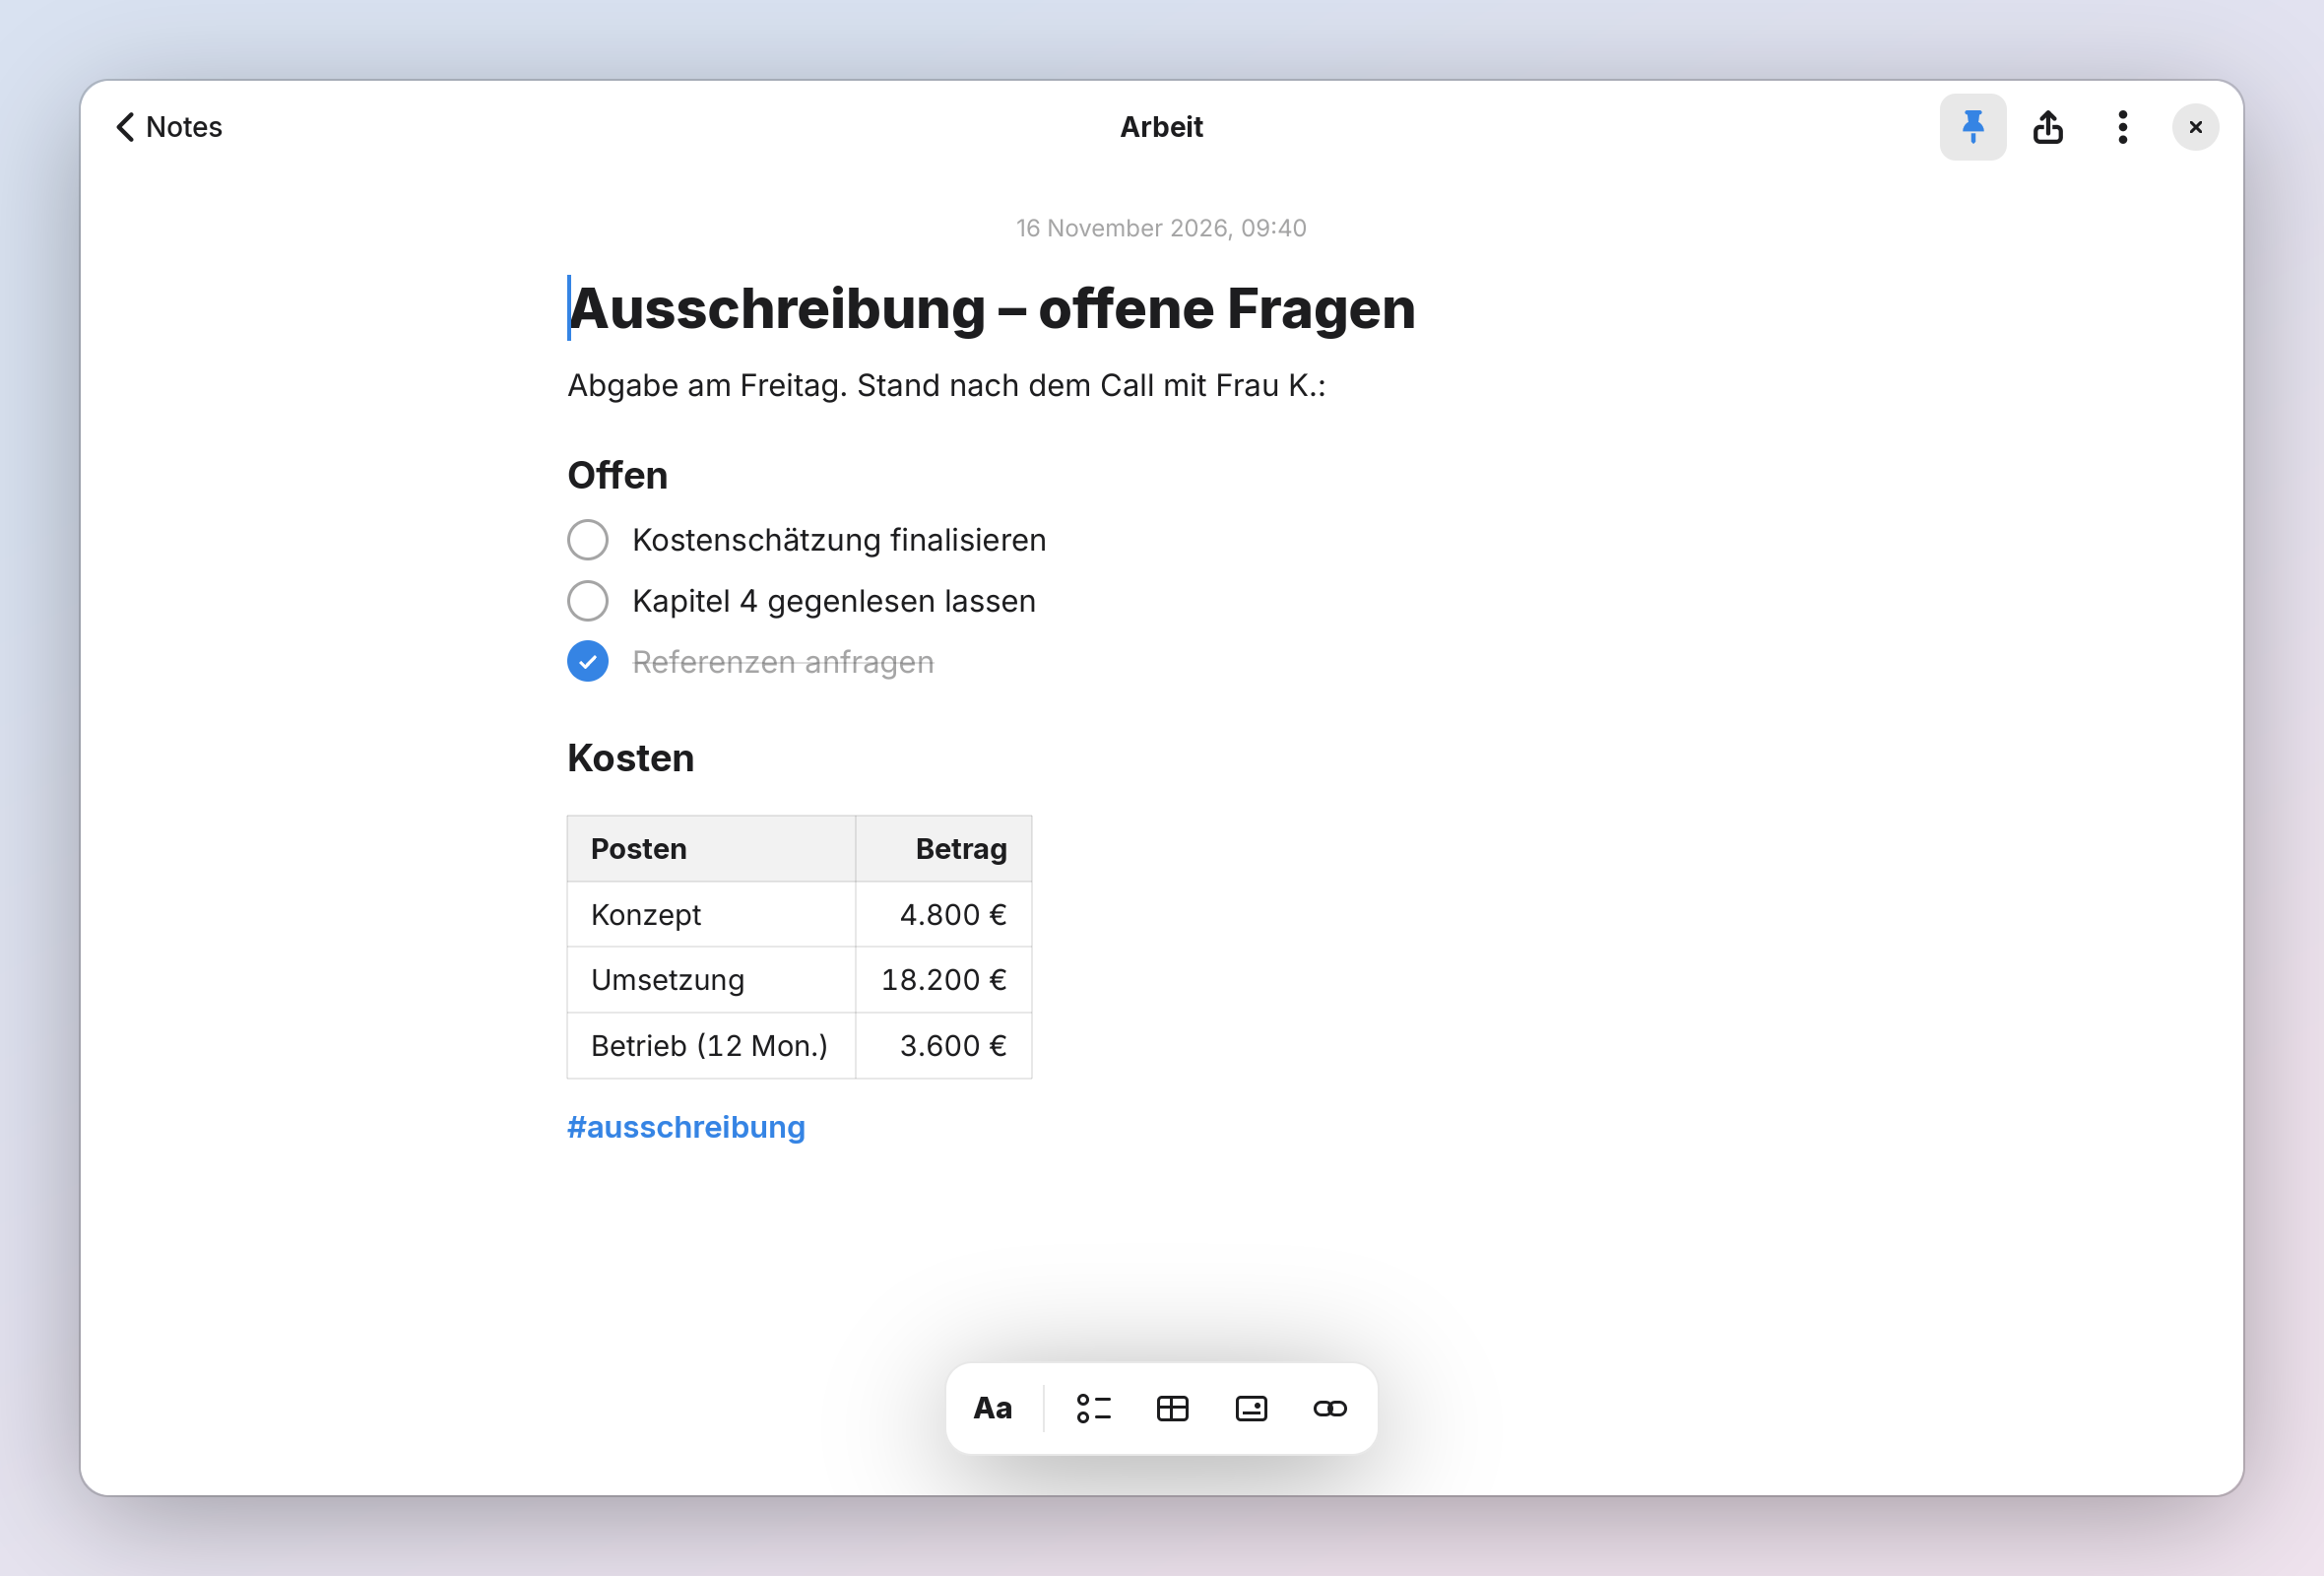 Notes
Arbeit
16 November 2026, 09:40
Ausschreibung – offene Fragen
Abgabe am Freitag. Stand nach dem Call mit Frau K.:
Offen
Kostenschätzung finalisieren
Kapitel 4 gegenlesen lassen
Referenzen anfragen
Kosten
Posten Betrag
Konzept 4.800 €
Umsetzung 18.200 €
Betrieb (12 Mon.) 3.600 €
#ausschreibung
Aa